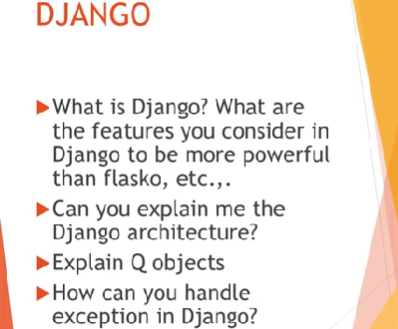 DJANGO
What is Django? What are
the features you consider in
Django to be more powerful
than flasko, etc.,.
Can you explain me the
Django architecture?
Explain Q objects
How can you handle
exception in Django?